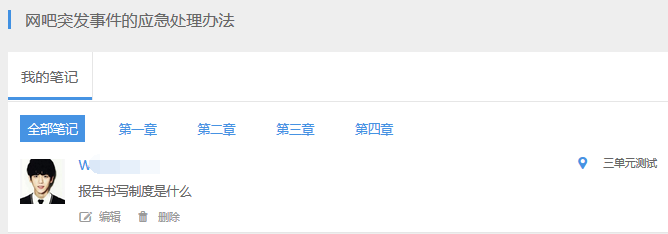 网吧突发事件的应急处理办法
我的笔记
全部笔记 第一章 第二章 第三章 第四章
W
三单元测试
报告书写制度是什么
编辑 删除